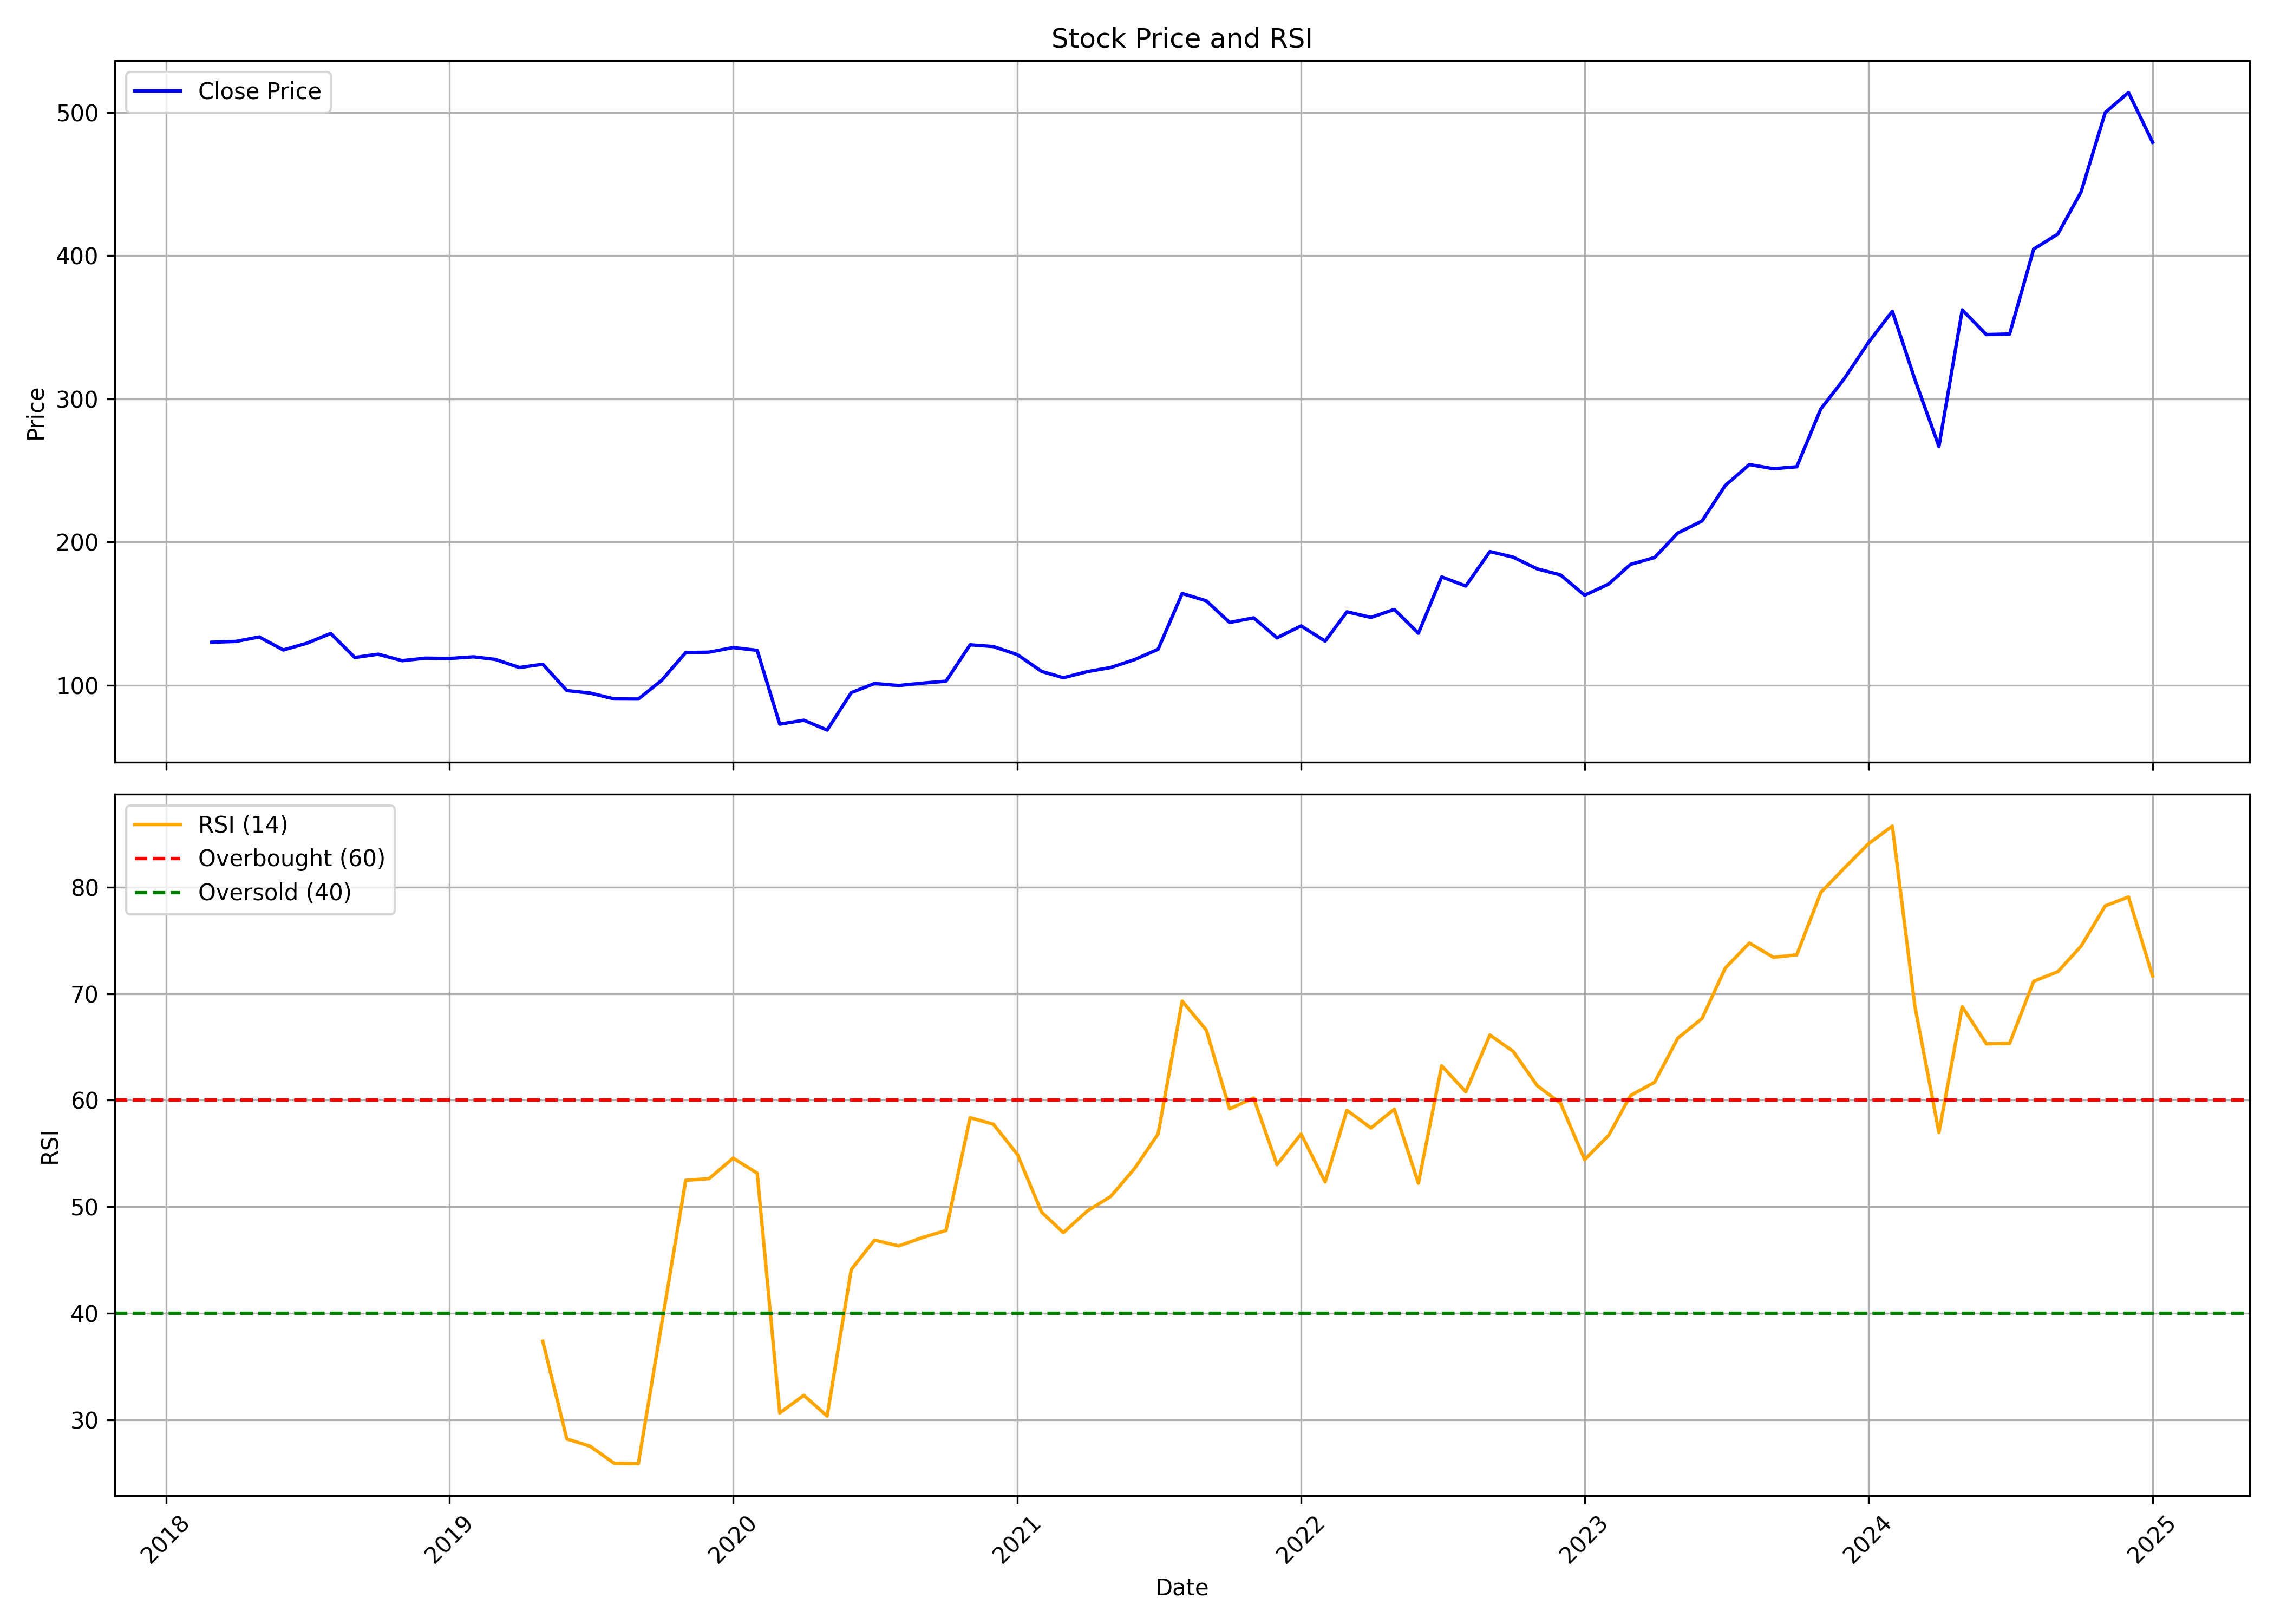 Stock Price and RSI
Close Price
500
400
300
200
100
Price
RSI (14)
Overbought (60)
Oversold (40)
80
70
60
50
40
30
RSI
2018
2019
2020
2021
2022
2023
2024
2025
Date